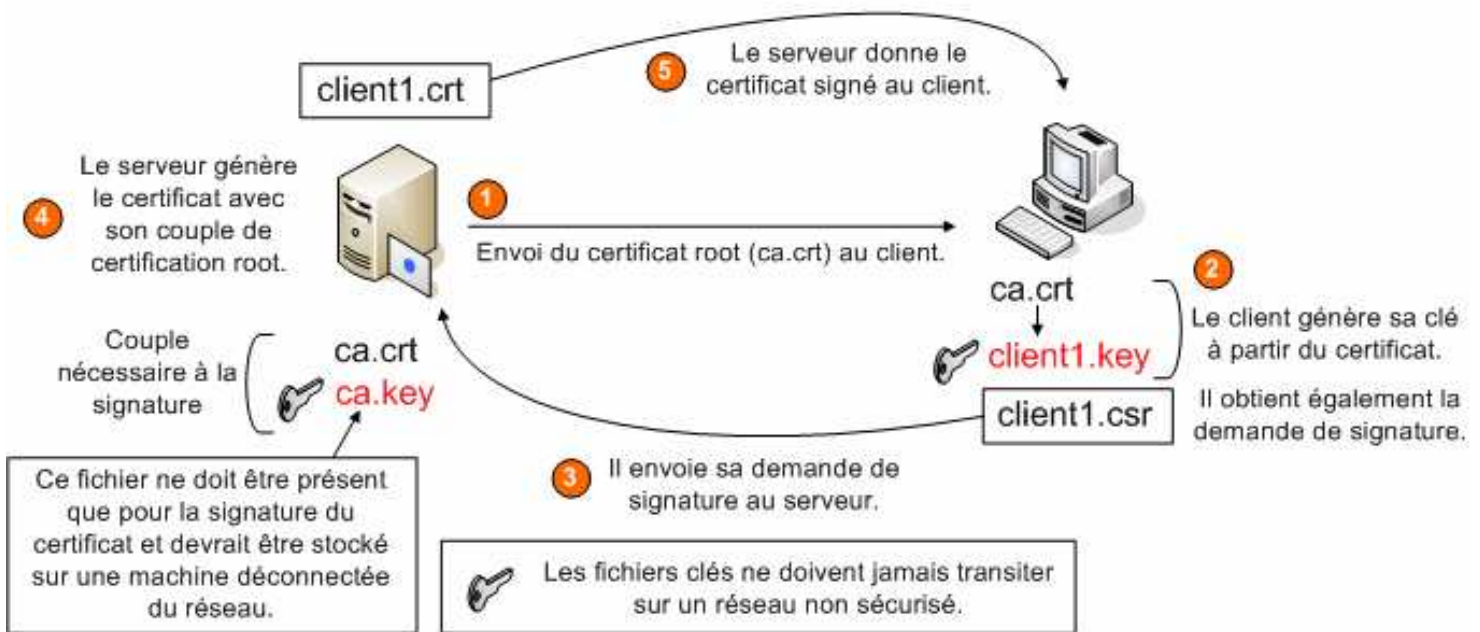 5
Le serveur donne le
certificat signé au client.
client1.crt
4
Le serveur génère
le certificat avec
son couple de
certification root.
1
Envoi du certificat root (ca.crt) au client.
ca.crt
client1.key
2
Le client génère sa clé
à partir du certificat.
client1.csr
Il obtient également la
demande de signature.
Couple
nécessaire à la
signature
ca.crt
ca.key
3
Il envoie sa demande de
signature au serveur.
Ce fichier ne doit être présent
que pour la signature du
certificat et devrait être stocké
sur une machine déconnectée
du réseau.
Les fichiers clés ne doivent jamais transiter
sur un réseau non sécurisé.